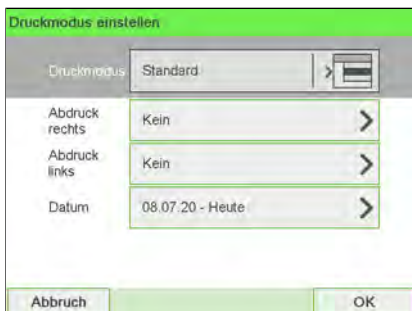 Druckmodus einstellen
Druckmodus Standard
Abdruck rechts Kein
Abdruck links Kein
Datum 08.07.20 - Heute
Abbruch OK